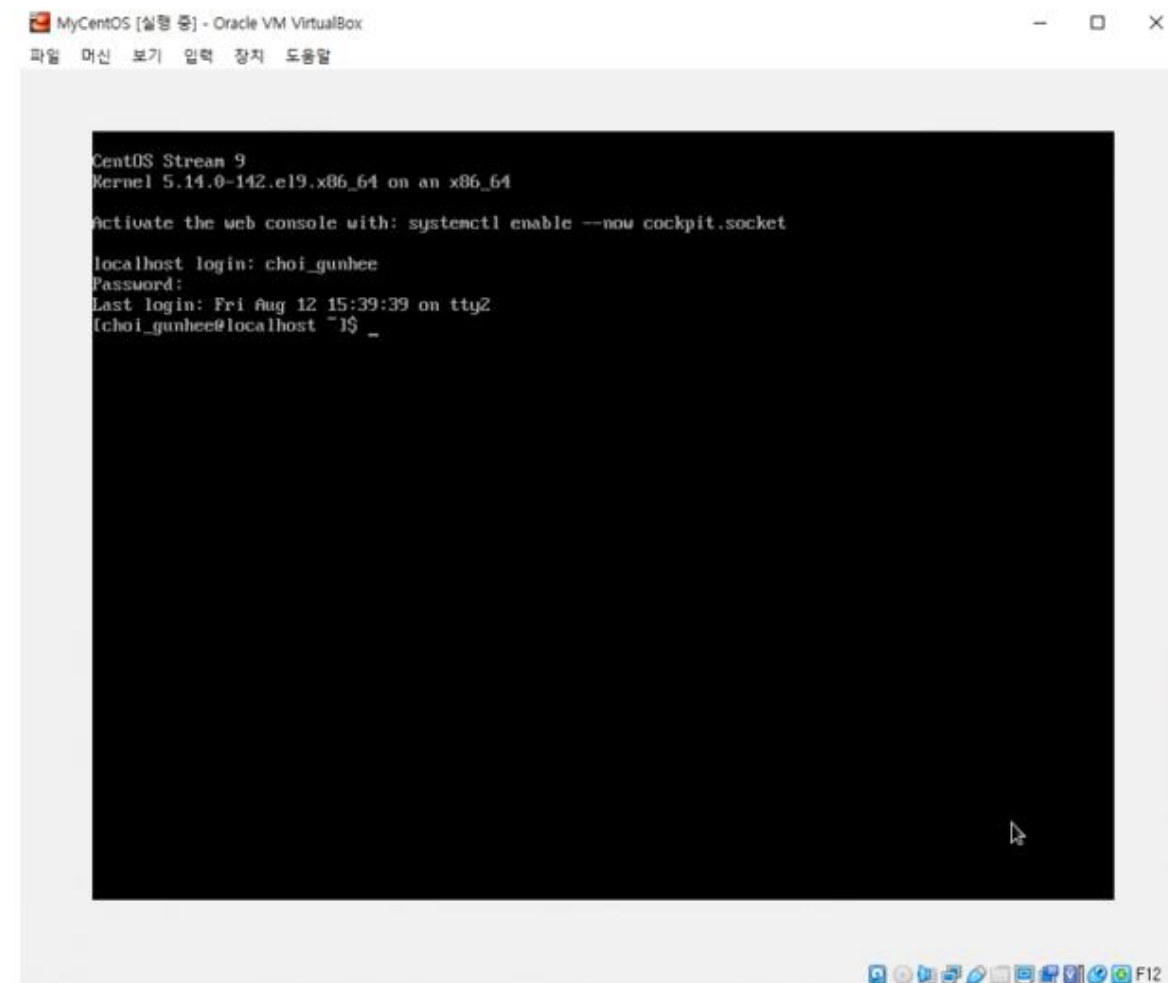 MyCentOS [실행 중] - Oracle VM VirtualBox
파일 머신 보기 입력 장치 도움말
CentOS Stream 9
Kernel 5.14.0-142.el9.x86_64 on an x86_64
Activate the web console with: systemctl enable --now cockpit.socket
localhost login: choi_gunhee
Password:
Last login: Fri Aug 12 15:39:39 on tty2
[choi_gunhee@localhost ~]$ _
F12